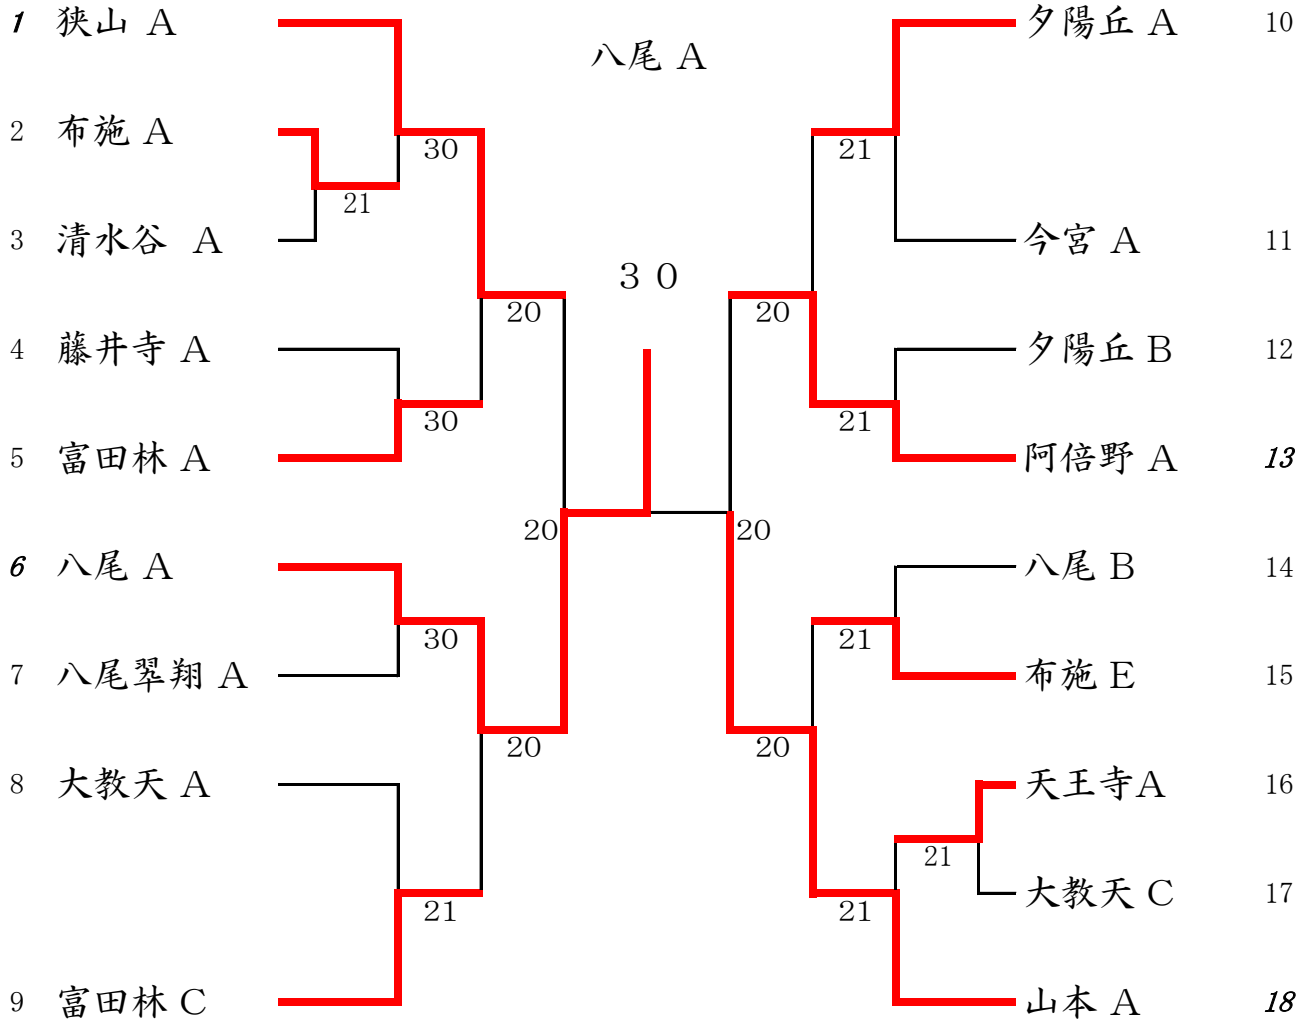 1 狭山 A
2 布施 A
3 清水谷 A
4 藤井寺 A
5 富田林 A
6 八尾 A
7 八尾翠翔 A
8 大教天 A
9 富田林 C
30
21
20
30
20
30
20
21
八尾 A
３０
21
20
21
20
21
20
21
21
夕陽丘 A 10
今宮 A 11
夕陽丘 B 12
阿倍野 A 13
八尾 B 14
布施 E 15
天王寺A 16
大教天 C 17
山本 A 18